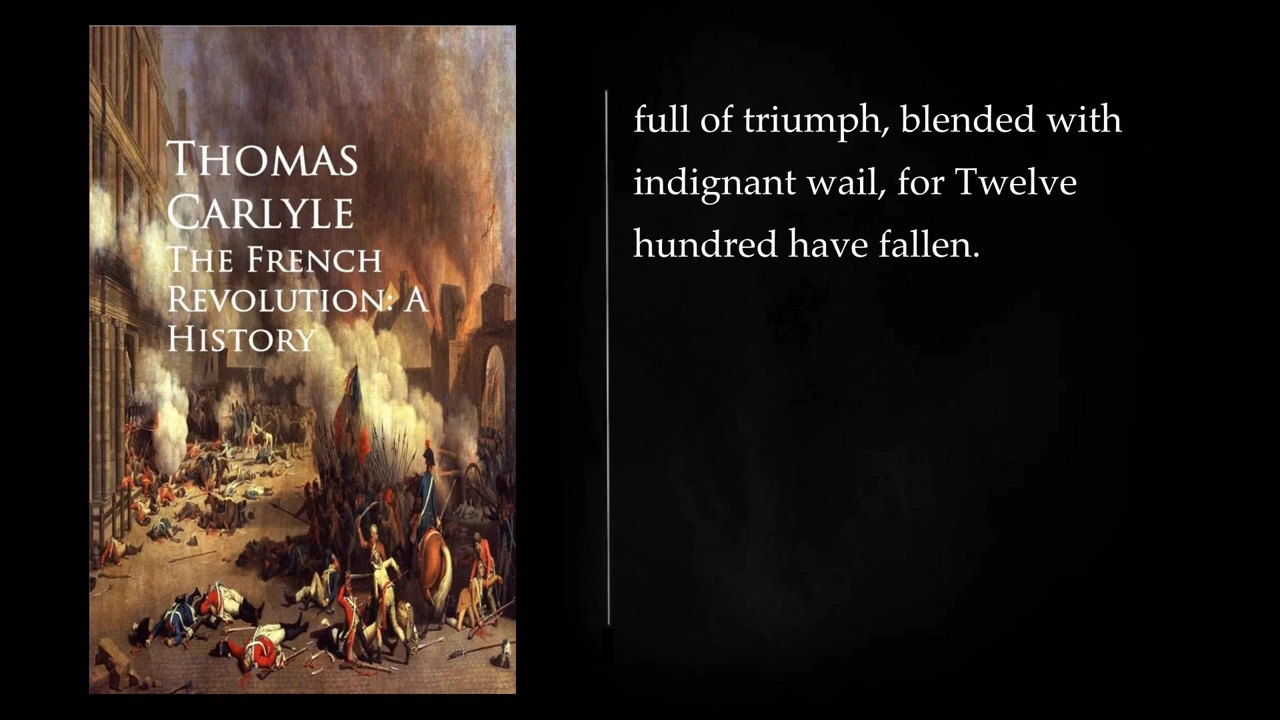 THOMAS
CARLYLE
THE FRENCH
REVOLUTION: A
HISTORY
full of triumph, blended with
indignant wail, for Twelve
hundred have fallen.